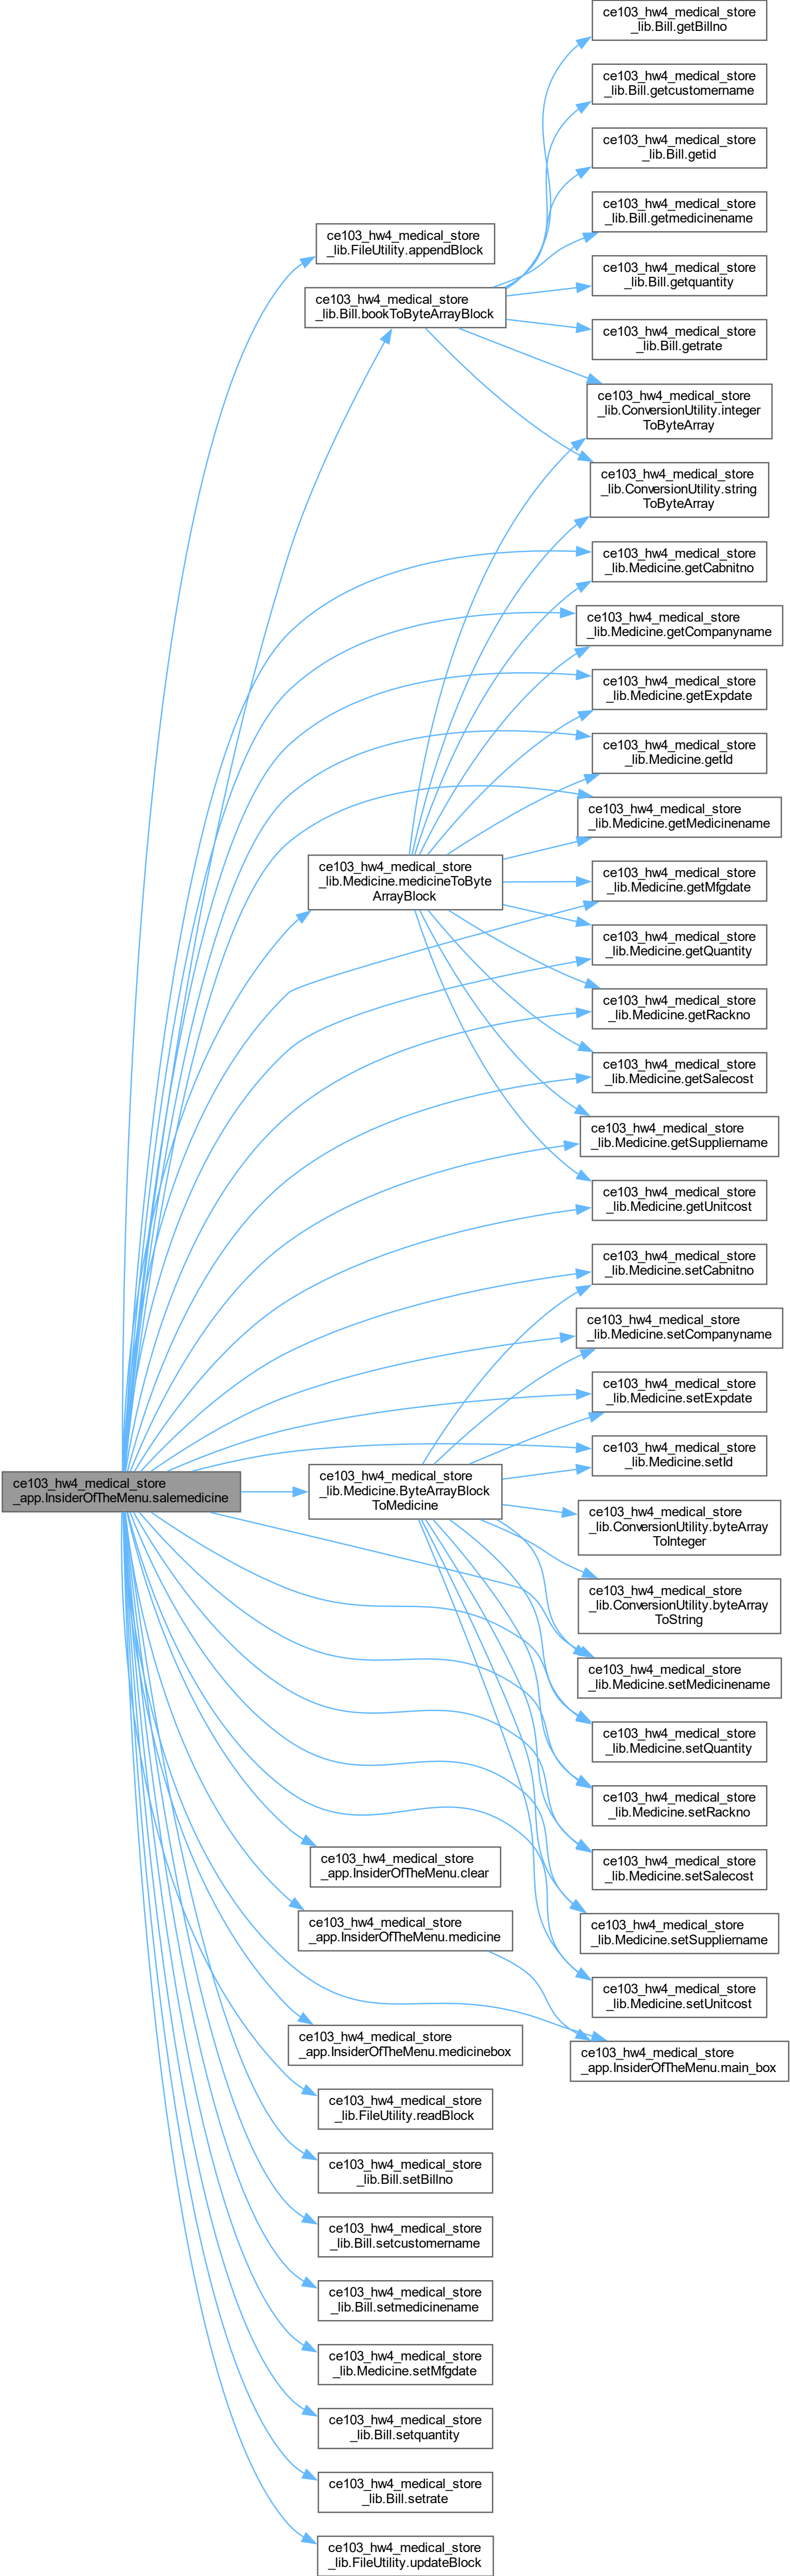 ce103_hw4_medical_store
_lib.Bill.getBillno
ce103_hw4_medical_store
_lib.Bill.getcustomername
ce103_hw4_medical_store
_lib.Bill.getid
ce103_hw4_medical_store
_lib.Bill.getmedicinename
ce103_hw4_medical_store
_lib.FileUtility.appendBlock
ce103_hw4_medical_store
_lib.Bill.getquantity
ce103_hw4_medical_store
_lib.Bill.bookToByteArrayBlock
ce103_hw4_medical_store
_lib.Bill.getrate
ce103_hw4_medical_store
_lib.ConversionUtility.integer
ToByteArray
ce103_hw4_medical_store
_lib.ConversionUtility.string
ToByteArray
ce103_hw4_medical_store
_lib.Medicine.getCabnitno
ce103_hw4_medical_store
_lib.Medicine.getCompanyname
ce103_hw4_medical_store
_lib.Medicine.getExpdate
ce103_hw4_medical_store
_lib.Medicine.getId
ce103_hw4_medical_store
_lib.Medicine.getMedicinename
ce103_hw4_medical_store
_lib.Medicine.medicineToByte
ArrayBlock
ce103_hw4_medical_store
_lib.Medicine.getMfgdate
ce103_hw4_medical_store
_lib.Medicine.getQuantity
ce103_hw4_medical_store
_lib.Medicine.getRackno
ce103_hw4_medical_store
_lib.Medicine.getSalecost
ce103_hw4_medical_store
_lib.Medicine.getSuppliername
ce103_hw4_medical_store
_lib.Medicine.getUnitcost
ce103_hw4_medical_store
_lib.Medicine.setCabnitno
ce103_hw4_medical_store
_lib.Medicine.setCompanyname
ce103_hw4_medical_store
_lib.Medicine.setExpdate
ce103_hw4_medical_store
_lib.Medicine.setId
ce103_hw4_medical_store
_app.InsiderOfTheMenu.salemedicine
ce103_hw4_medical_store
_lib.Medicine.ByteArrayBlock
ToMedicine
ce103_hw4_medical_store
_lib.ConversionUtility.byteArray
ToInteger
ce103_hw4_medical_store
_lib.ConversionUtility.byteArray
ToString
ce103_hw4_medical_store
_lib.Medicine.setMedicinename
ce103_hw4_medical_store
_lib.Medicine.setQuantity
ce103_hw4_medical_store
_lib.Medicine.setRackno
ce103_hw4_medical_store
_lib.Medicine.setSalecost
ce103_hw4_medical_store
_app.InsiderOfTheMenu.clear
ce103_hw4_medical_store
_lib.Medicine.setSuppliername
ce103_hw4_medical_store
_app.InsiderOfTheMenu.medicine
ce103_hw4_medical_store
_lib.Medicine.setUnitcost
ce103_hw4_medical_store
_app.InsiderOfTheMenu.medicinebox
ce103_hw4_medical_store
_app.InsiderOfTheMenu.main_box
ce103_hw4_medical_store
_lib.FileUtility.readBlock
ce103_hw4_medical_store
_lib.Bill.setBillno
ce103_hw4_medical_store
_lib.Bill.setcustomername
ce103_hw4_medical_store
_lib.Bill.setmedicinename
ce103_hw4_medical_store
_lib.Medicine.setMfgdate
ce103_hw4_medical_store
_lib.Bill.setquantity
ce103_hw4_medical_store
_lib.Bill.setrate
ce103_hw4_medical_store
_lib.FileUtility.updateBlock